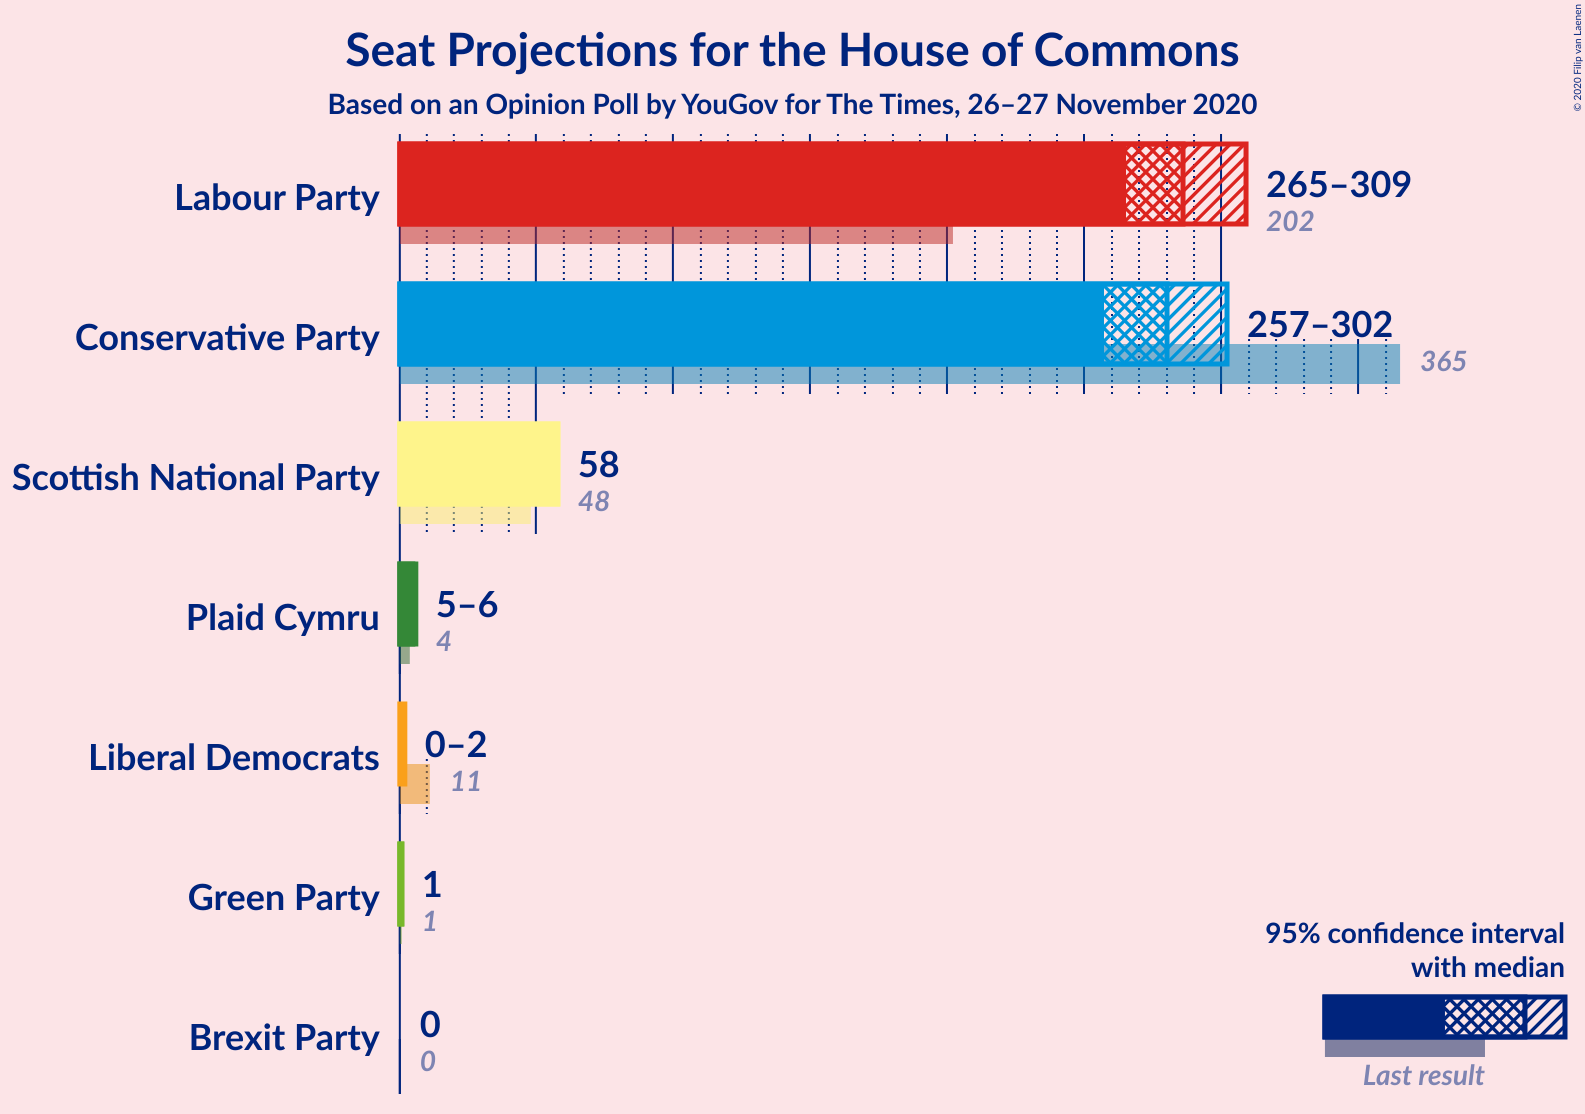 Seat Projections for the House of Commons
Based on an Opinion Poll by YouGov for The Times, 26–27 November 2020
© 2020 Filip van Laenen
Labour Party
265–309
202
Conservative Party
257–302
365
Scottish National Party
58
48
Plaid Cymru
5–6
4
Liberal Democrats
0–2
11
Green Party
1
1
Brexit Party
0
0
95% confidence interval
with median
Last result